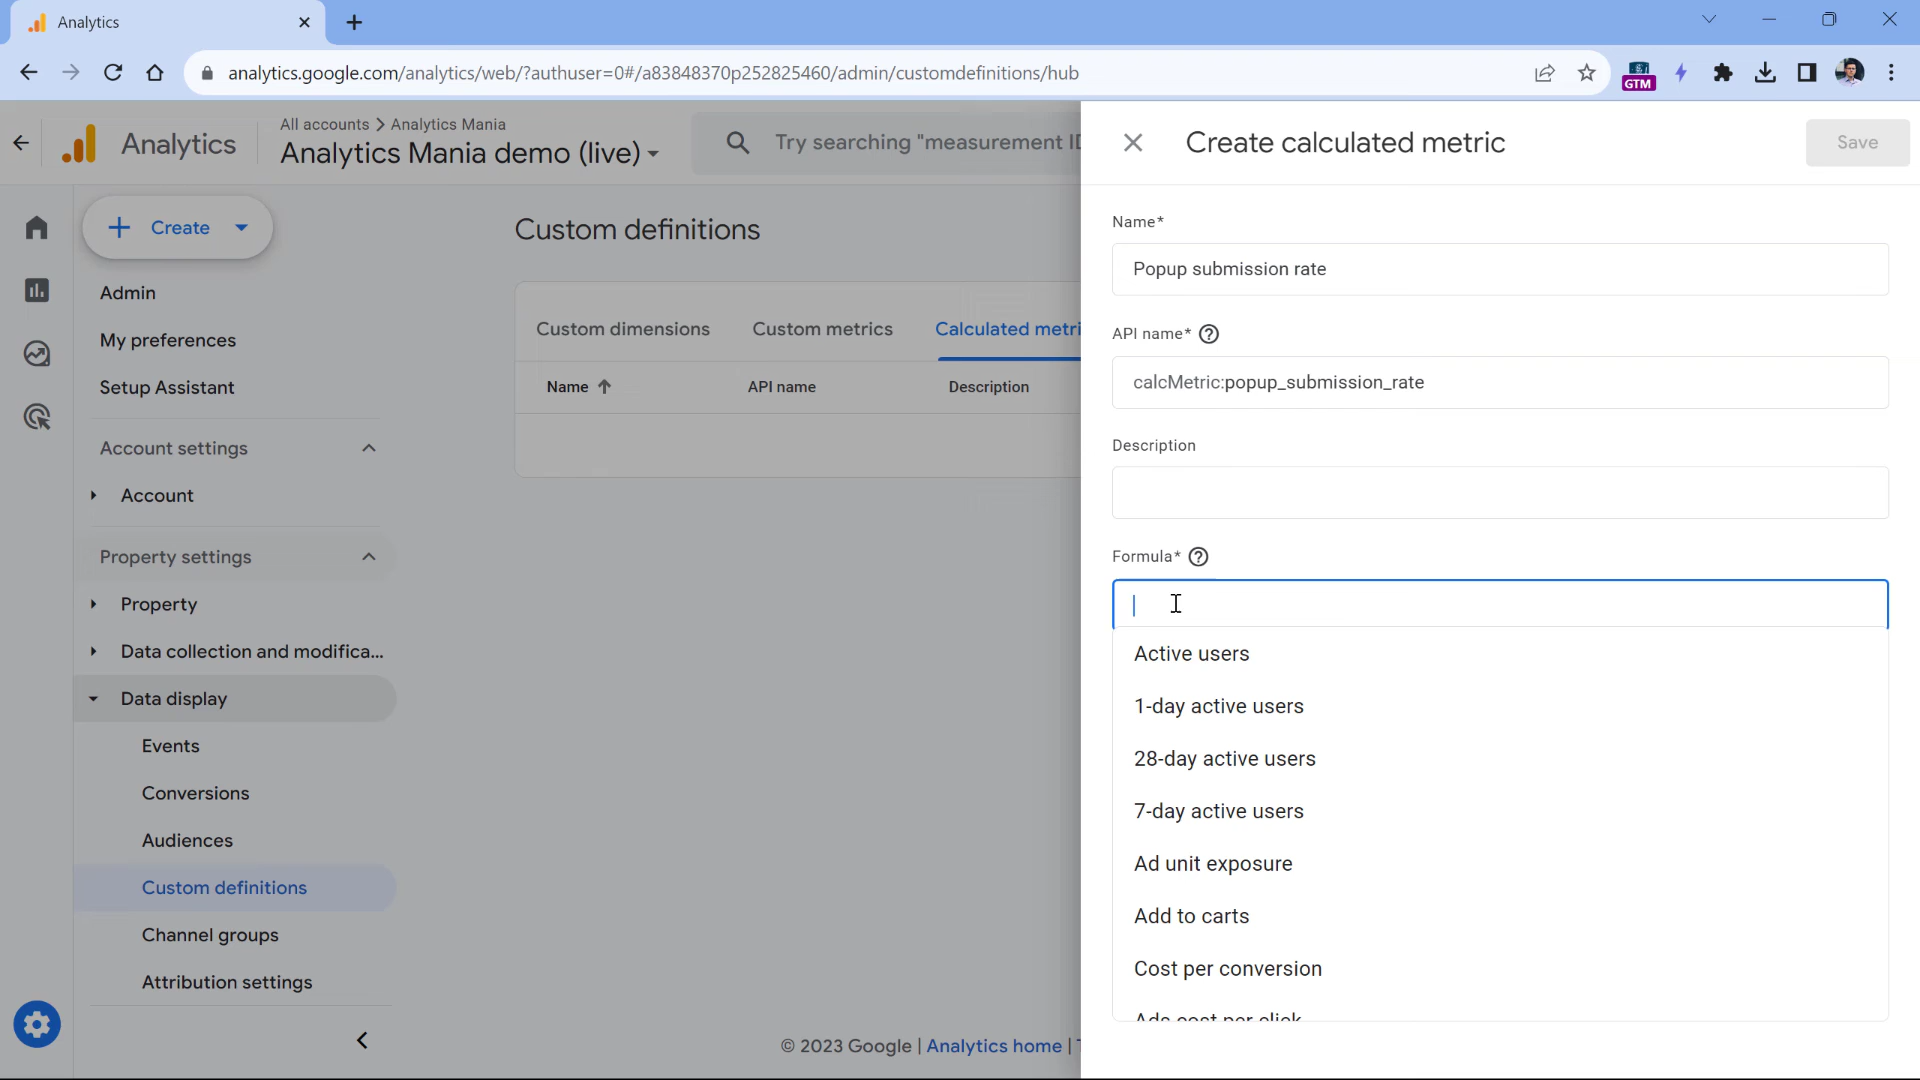 Analytics
analytics.google.com/analytics/web/?authuser=0#/a83848370p252825460/admin/customdefinitions/hub
GTM
Analytics
All accounts > Analytics Mania
Analytics Mania demo (live)
Try searching "measurement ID
Create
Admin
My preferences
Setup Assistant
Account settings
Account
Property settings
Property
Data collection and modifica...
Data display
Events
Conversions
Audiences
Custom definitions
Channel groups
Attribution settings
Custom definitions
Custom dimensions
Custom metrics
Calculated metri
Name
API name
Description
© 2023 Google | Analytics home |
Create calculated metric
Save
Name*
Popup submission rate
API name*
calcMetric:popup_submission_rate
Description
Formula*
Active users
1-day active users
28-day active users
7-day active users
Ad unit exposure
Add to carts
Cost per conversion
Ads cost per click